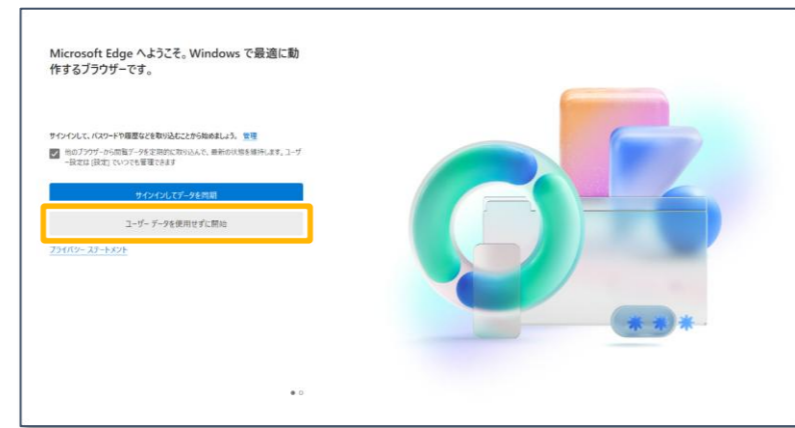 Microsoft Edge へようこそ。Windows で最適に動
作するブラウザーです。
サインインして、パスワードや履歴などを取り込むことから始めましょう。 管理
他のブラウザーから閲覧データを定期的に取り込んで、最新の状態を維持します。ユーザ
ー設定は [設定] でいつでも管理できます
サインインしてデータを同期
ユーザー データを使用せずに開始
プライバシー ステートメント